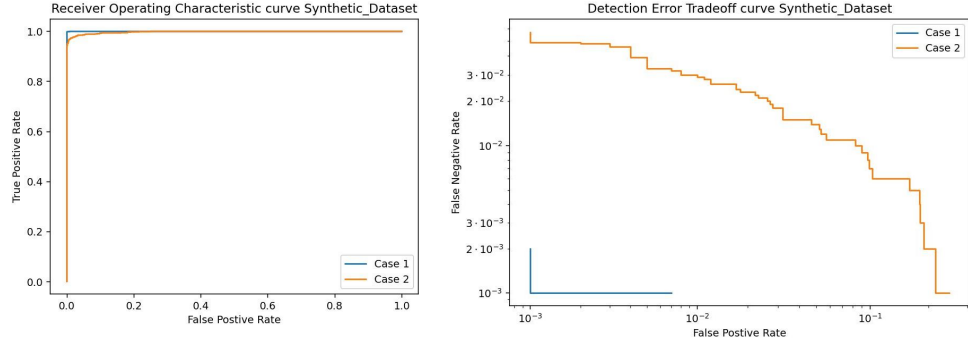 Receiver Operating Characteristic curve Synthetic_Dataset
True Positive Rate
1.0
0.8
0.6
0.4
0.2
0.0
Case 1
Case 2
0.0 0.2 0.4 0.6 0.8 1.0
False Postive Rate
Detection Error Tradeoff curve Synthetic_Dataset
False Negative Rate
3·10⁻²
2·10⁻²
10⁻²
3·10⁻³
2·10⁻³
10⁻³
Case 1
Case 2
10⁻³ 10⁻² 10⁻¹
False Postive Rate